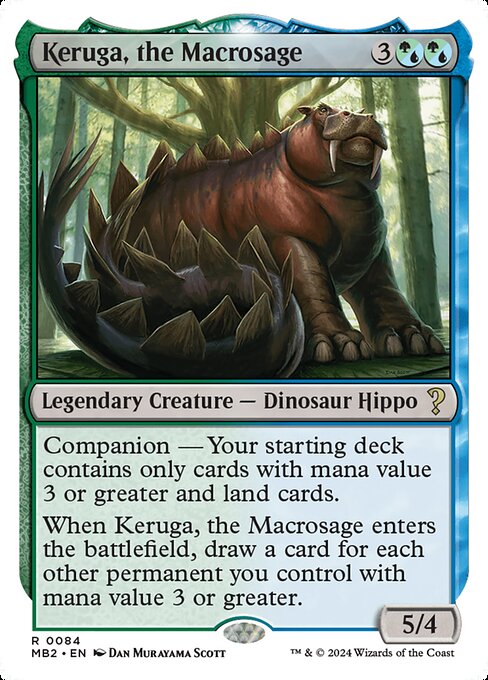 Keruga, the Macrosage 3
Legendary Creature — Dinosaur Hippo
Companion — Your starting deck
contains only cards with mana value
3 or greater and land cards.
When Keruga, the Macrosage enters
the battlefield, draw a card for each
other permanent you control with
mana value 3 or greater.
5/4
R 0084
MB2 • EN Dan Murayama Scott ™ & © 2024 Wizards of the Coast